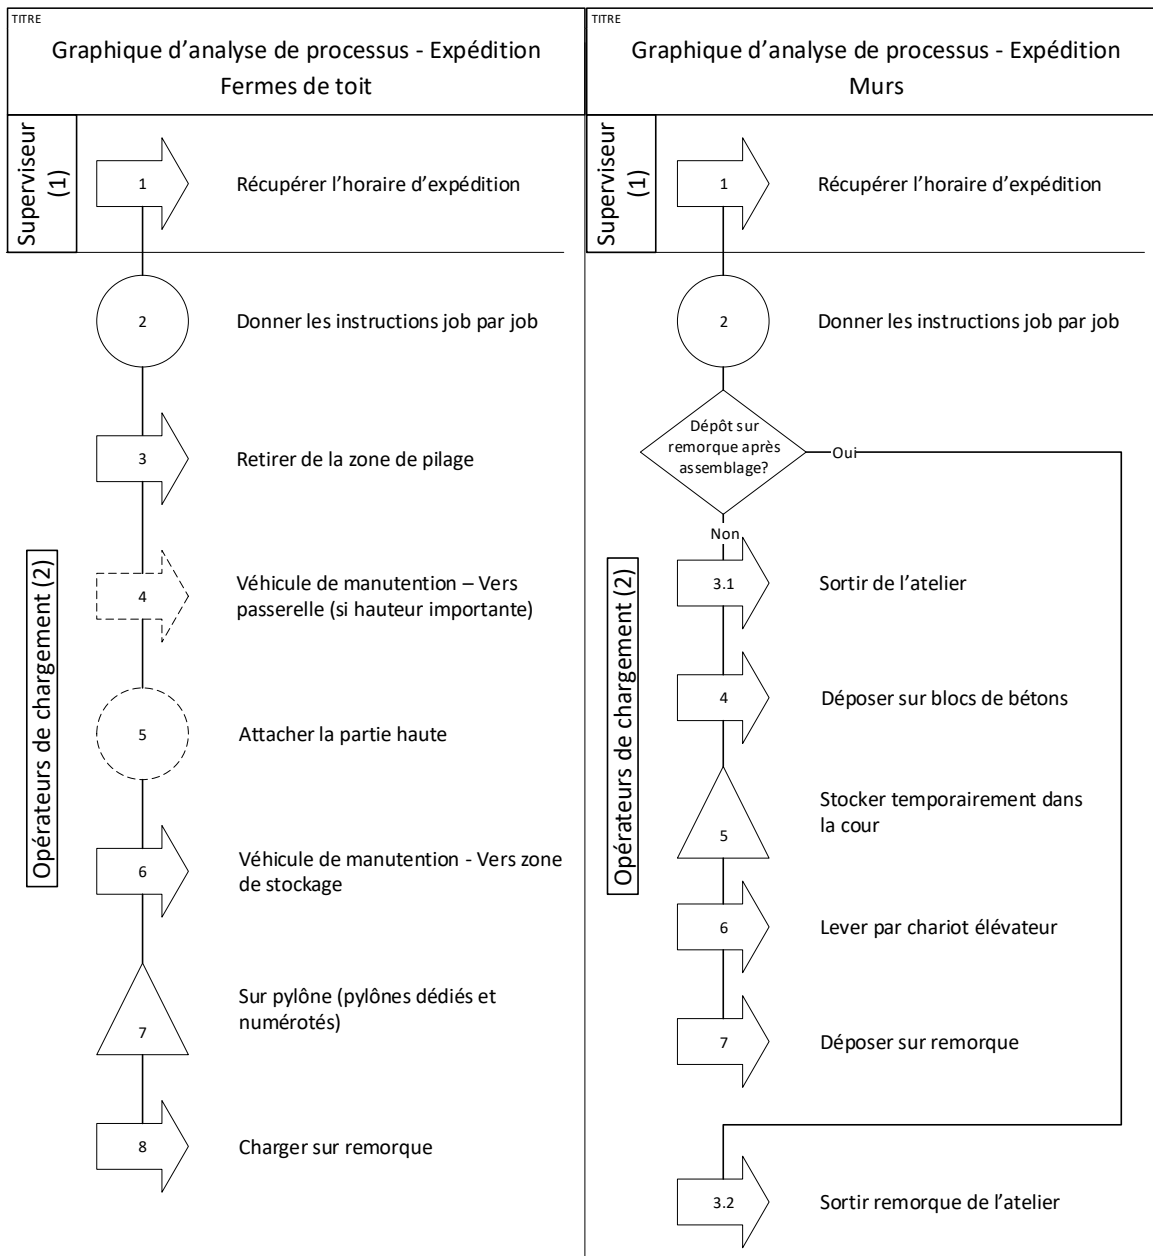 TITRE
Graphique d’analyse de processus - Expédition
Fermes de toit
Superviseur
(1)
1
Récupérer l’horaire d’expédition
2
Donner les instructions job par job
Opérateurs de chargement (2)
3
Retirer de la zone de pilage
4
Véhicule de manutention – Vers
passerelle (si hauteur importante)
5
Attacher la partie haute
6
Véhicule de manutention - Vers zone
de stockage
7
Sur pylône (pylônes dédiés et
numérotés)
8
Charger sur remorque
TITRE
Graphique d’analyse de processus - Expédition
Murs
Superviseur
(1)
1
Récupérer l’horaire d’expédition
2
Donner les instructions job par job
Dépôt sur
remorque après
assemblage?
Oui
Non
Opérateurs de chargement (2)
3.1
Sortir de l’atelier
4
Déposer sur blocs de bétons
5
Stocker temporairement dans
la cour
6
Lever par chariot élévateur
7
Déposer sur remorque
3.2
Sortir remorque de l’atelier